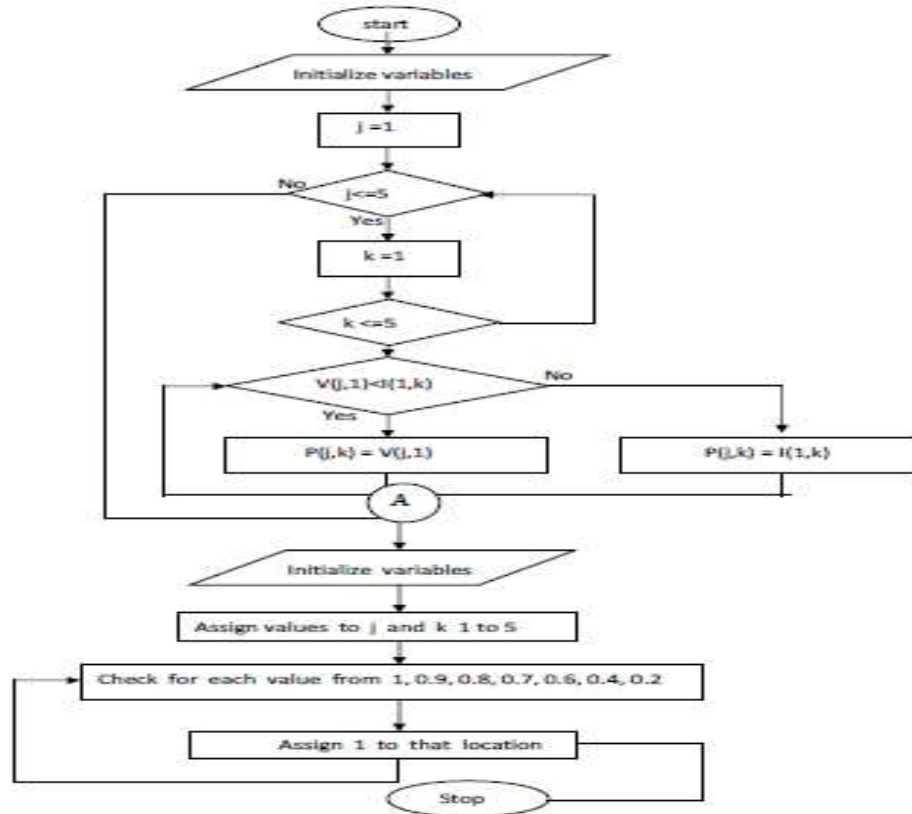 start
Initialize variables
j =1
No
j<=5
Yes
k =1
k <=5
V(j,1)<I(1,k)
No
Yes
P(j,k) = V(j,1)
P(j,k) = I(1,k)
A
Initialize variables
Assign values to j and k 1 to 5
Check for each value from 1, 0.9, 0.8, 0.7, 0.6, 0.4, 0.2
Assign 1 to that location
Stop